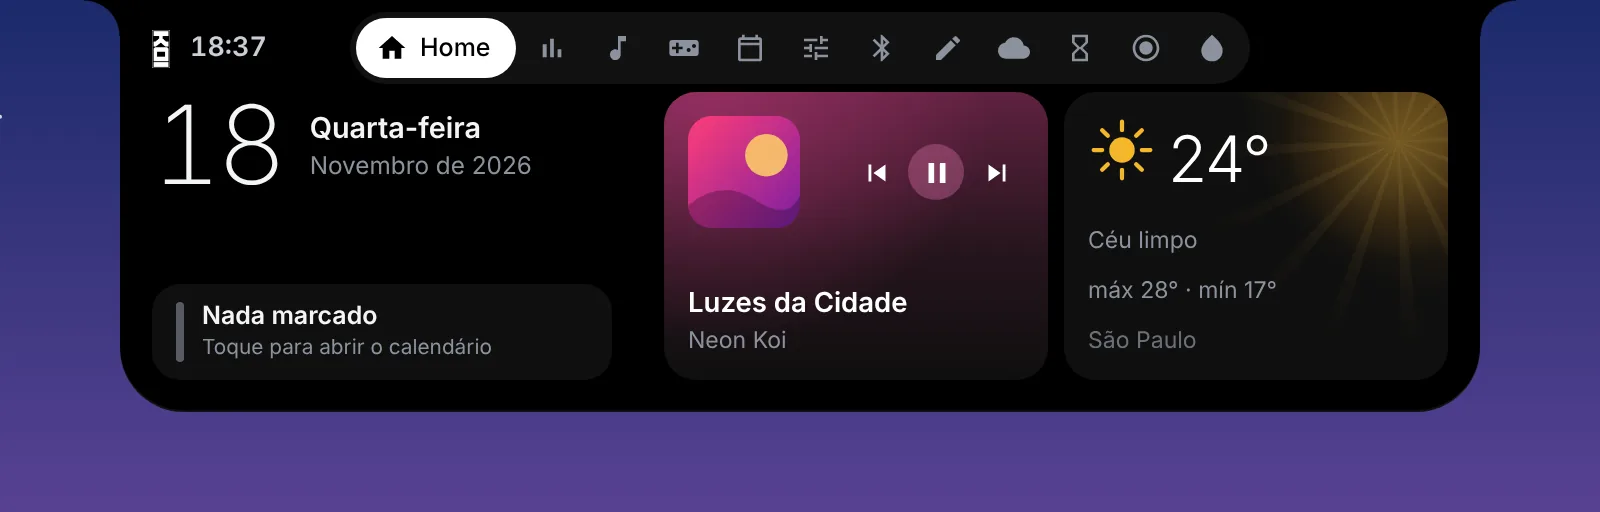 KOI
18:37
Home
18
Quarta-feira
Novembro de 2026
Nada marcado
Toque para abrir o calendário
Luzes da Cidade
Neon Koi
24°
Céu limpo
máx 28° · mín 17°
São Paulo